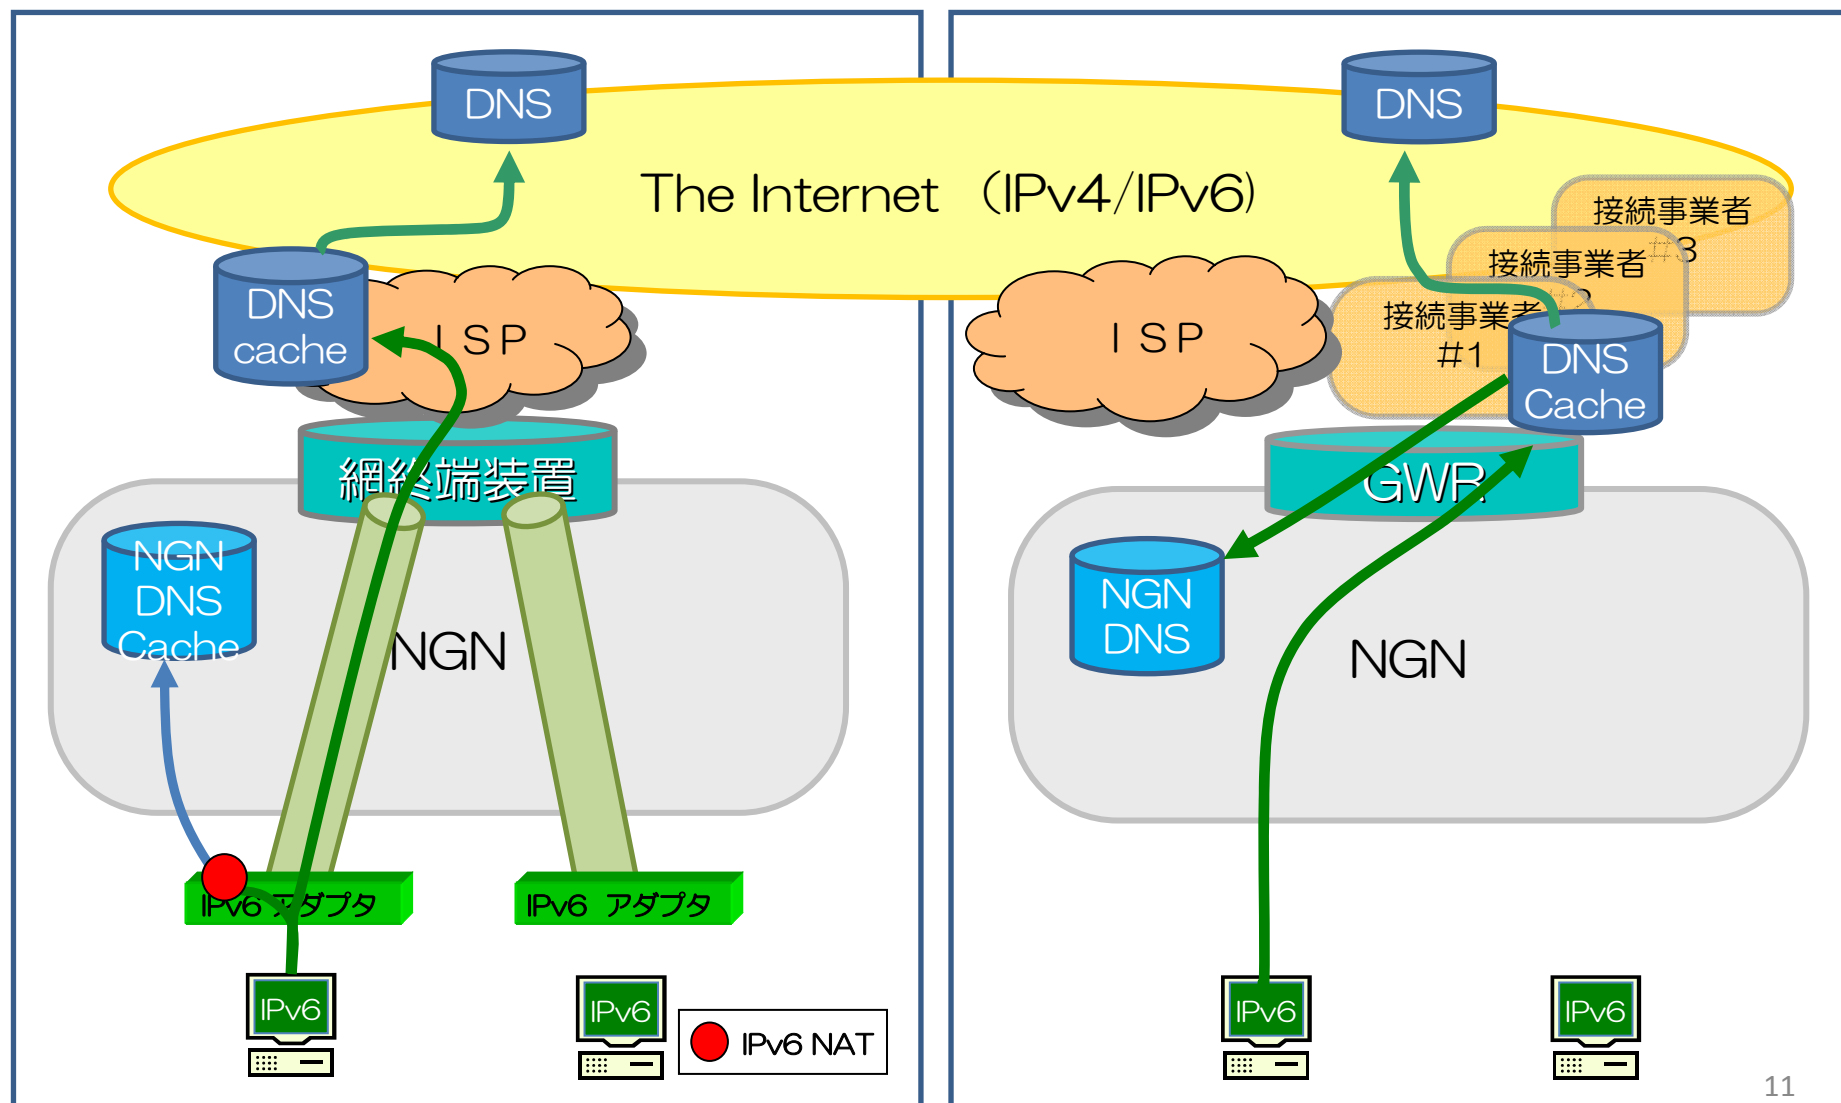 DNS
The Internet （IPv4/IPv6)
DNS
cache
ISP
網終端装置
NGN
DNS
Cache
NGN
IPv6 アダプタ
IPv6 アダプタ
IPv6
IPv6
IPv6 NAT
DNS
接続事業者
#3
接続事業者
接続事業者
#1
ISP
DNS
Cache
GWR
NGN
DNS
NGN
IPv6
IPv6
11